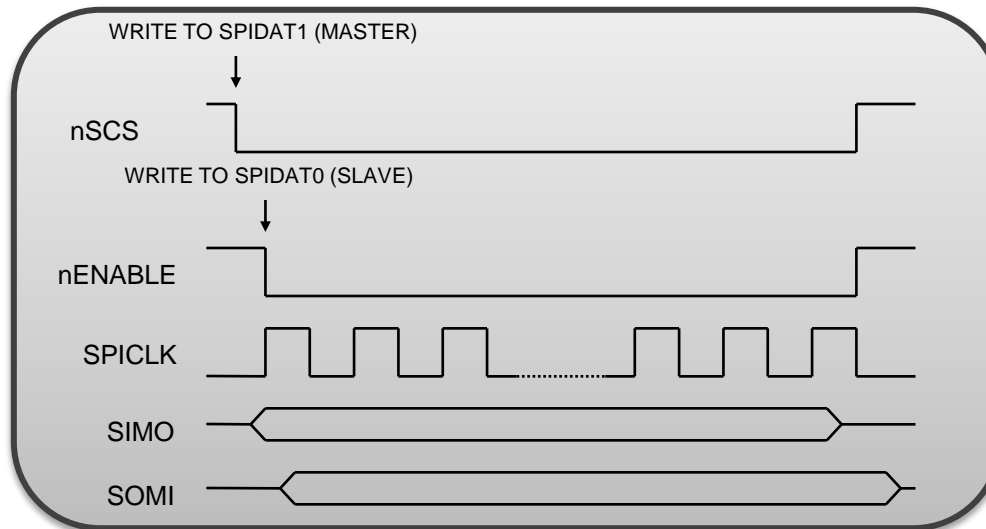 WRITE TO SPIDAT1 (MASTER)
nSCS
WRITE TO SPIDAT0 (SLAVE)
nENABLE
SPICLK
SIMO
SOMI